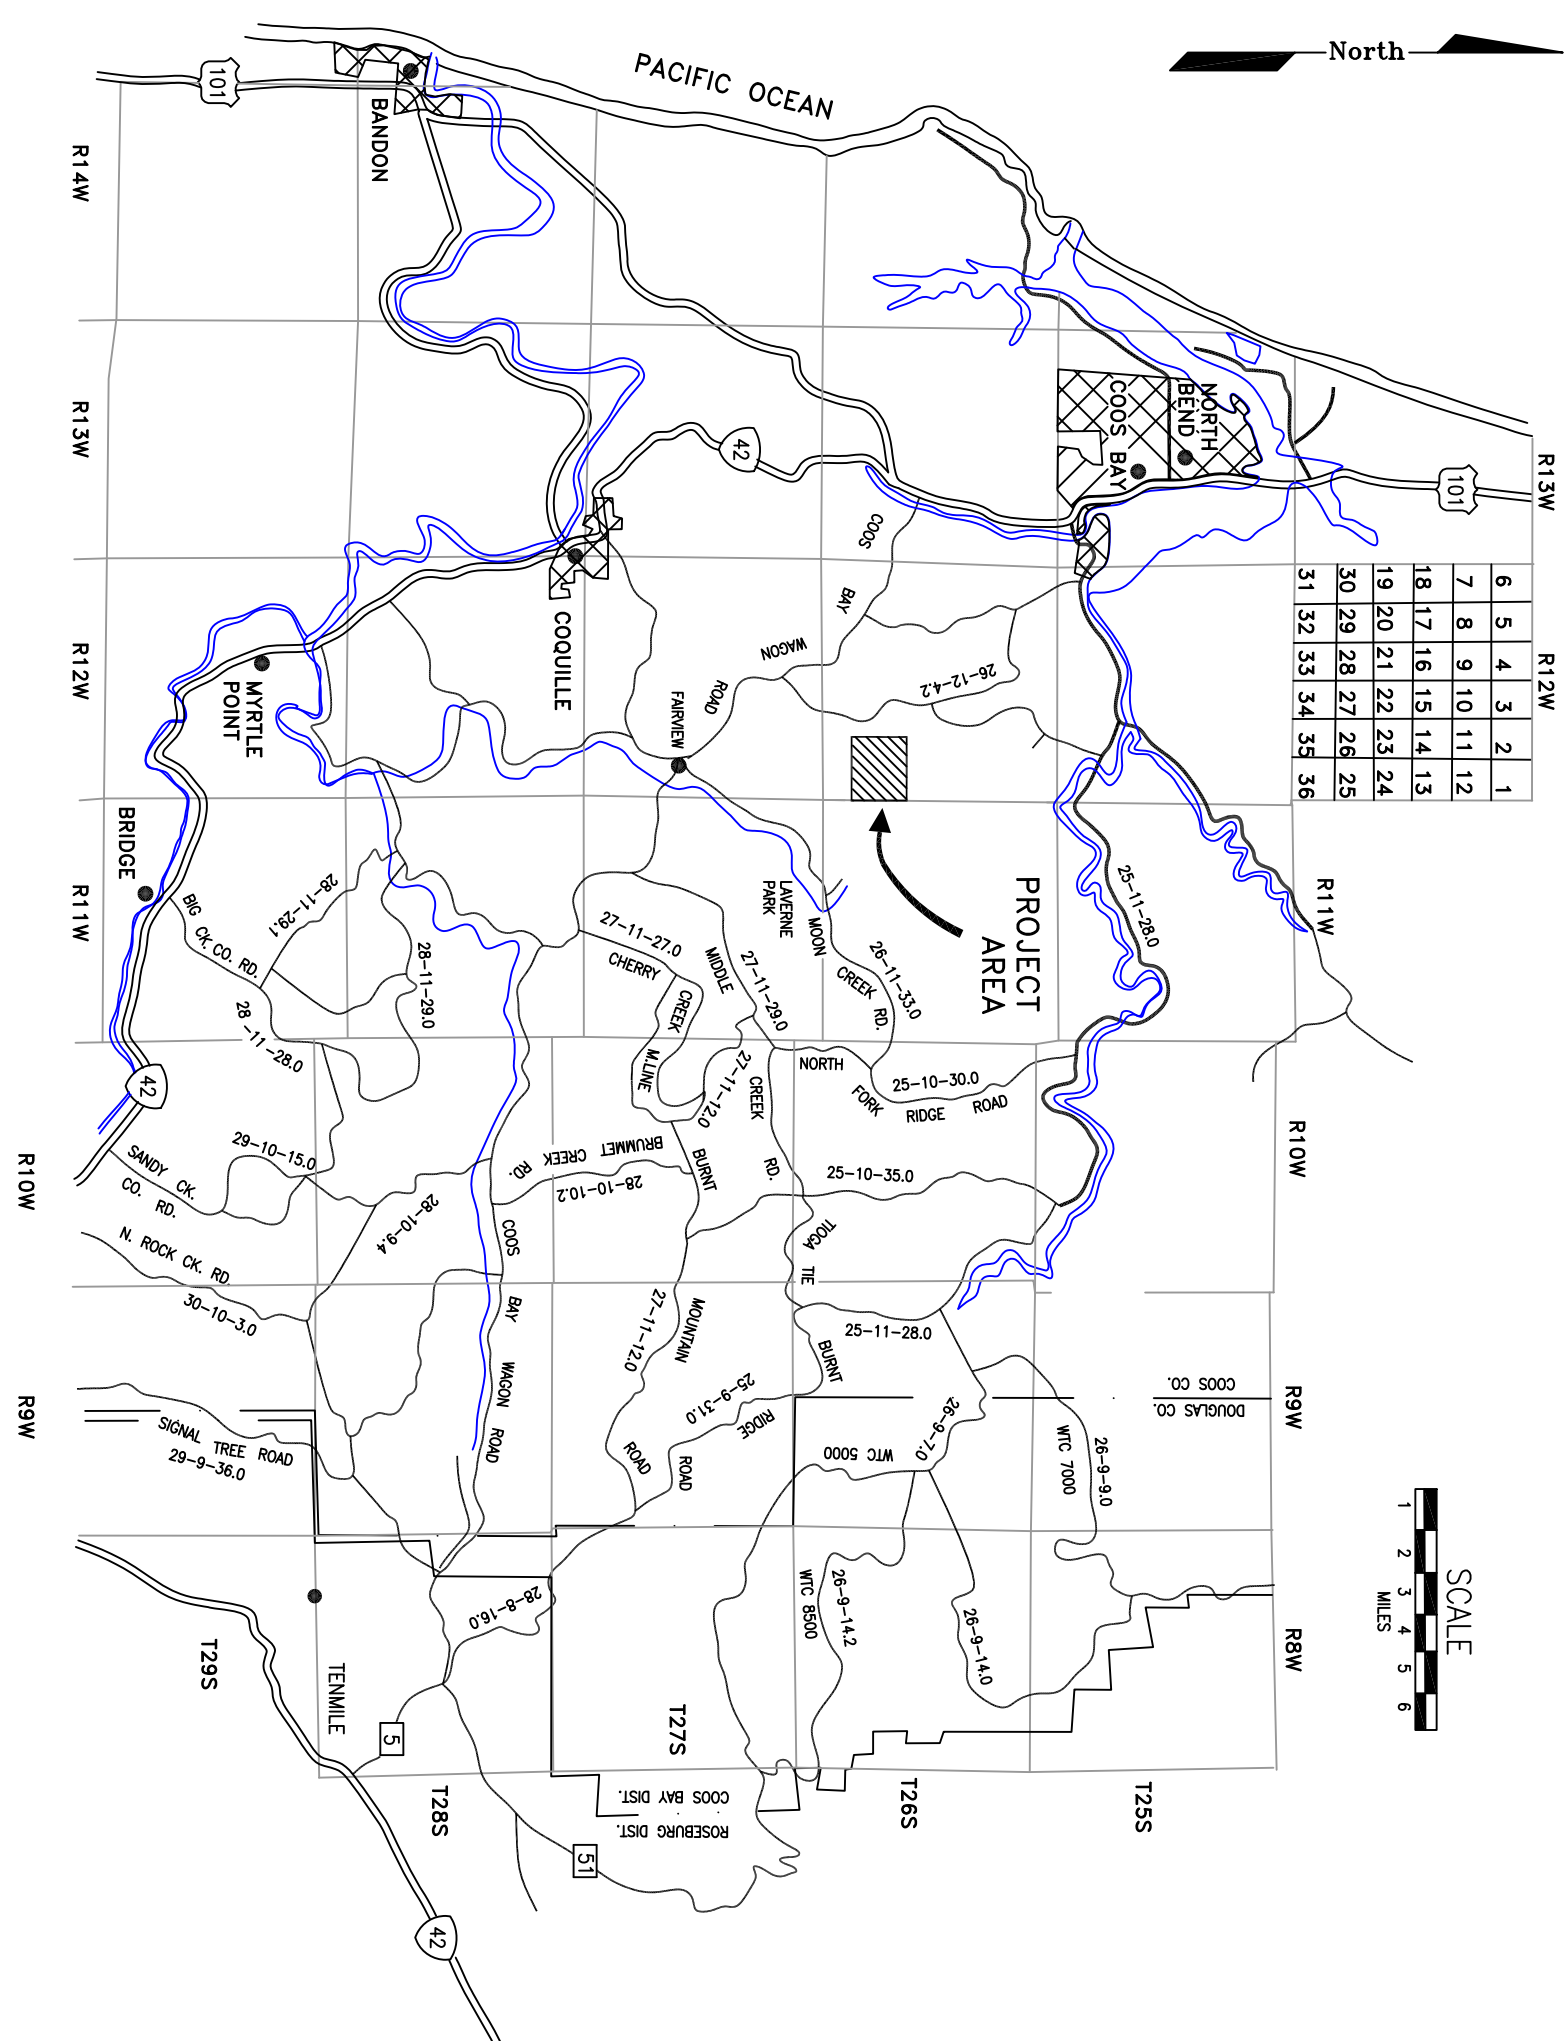 North
PACIFIC OCEAN
101
BANDON
R14W
R13W
R12W
R11W
R10W
R9W
NORTH
BEND
COOS BAY
42
101
R13W
R12W
R11W
R10W
R9W
R8W
6 5 4 3 2 1
7 8 9 10 11 12
18 17 16 15 14 13
19 20 21 22 23 24
30 29 28 27 26 25
31 32 33 34 35 36
COQUILLE
MYRTLE
POINT
BRIDGE
FAIRVIEW
COOS BAY WAGON ROAD
26-12-4.2
PROJECT
AREA
LAVERNE
PARK
MOON CREEK RD.
26-11-33.0
25-11-28.0
28-11-29.1
28-11-29.0
BIG CK. CO. RD.
28-11-28.0
27-11-27.0
CHERRY CREEK M.LINE
MIDDLE CREEK RD.
27-11-29.0
27-11-12.0
NORTH FORK RIDGE ROAD
25-10-30.0
42
SANDY CK.
CO. RD.
29-10-15.0
28-10-9.4
N. ROCK CK. RD.
30-10-3.0
BRUMMET CREEK RD.
28-10-10.2
BURNT MOUNTAIN ROAD
27-11-12.0
25-10-35.0
TIOGA TIE
25-11-28.0
COOS BAY WAGON ROAD
BURNT RIDGE ROAD
25-9-31.0
COOS CO.
DOUGLAS CO.
26-9-7.0
WTC 5000
WTC 7000
26-9-9.0
SIGNAL TREE ROAD
29-9-36.0
26-9-14.2
WTC 8500
26-9-14.0
28-8-16.0
TENMILE
5
51
42
T29S
T28S
T27S
T26S
T25S
COOS BAY DIST.
ROSEBURG DIST.
SCALE
1 2 3 4 5 6
MILES